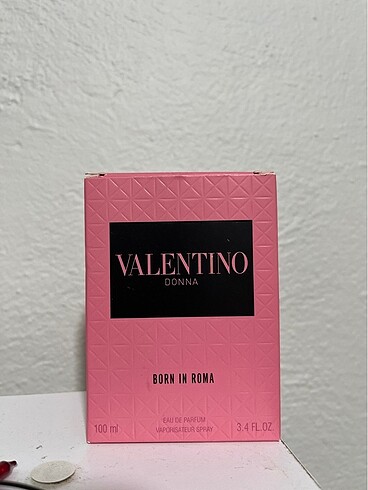 VALENTINO
DONNA
BORN IN ROMA
EAU DE PARFUM
VAPORISATEUR SPRAY
100 ml 3.4 FL. OZ